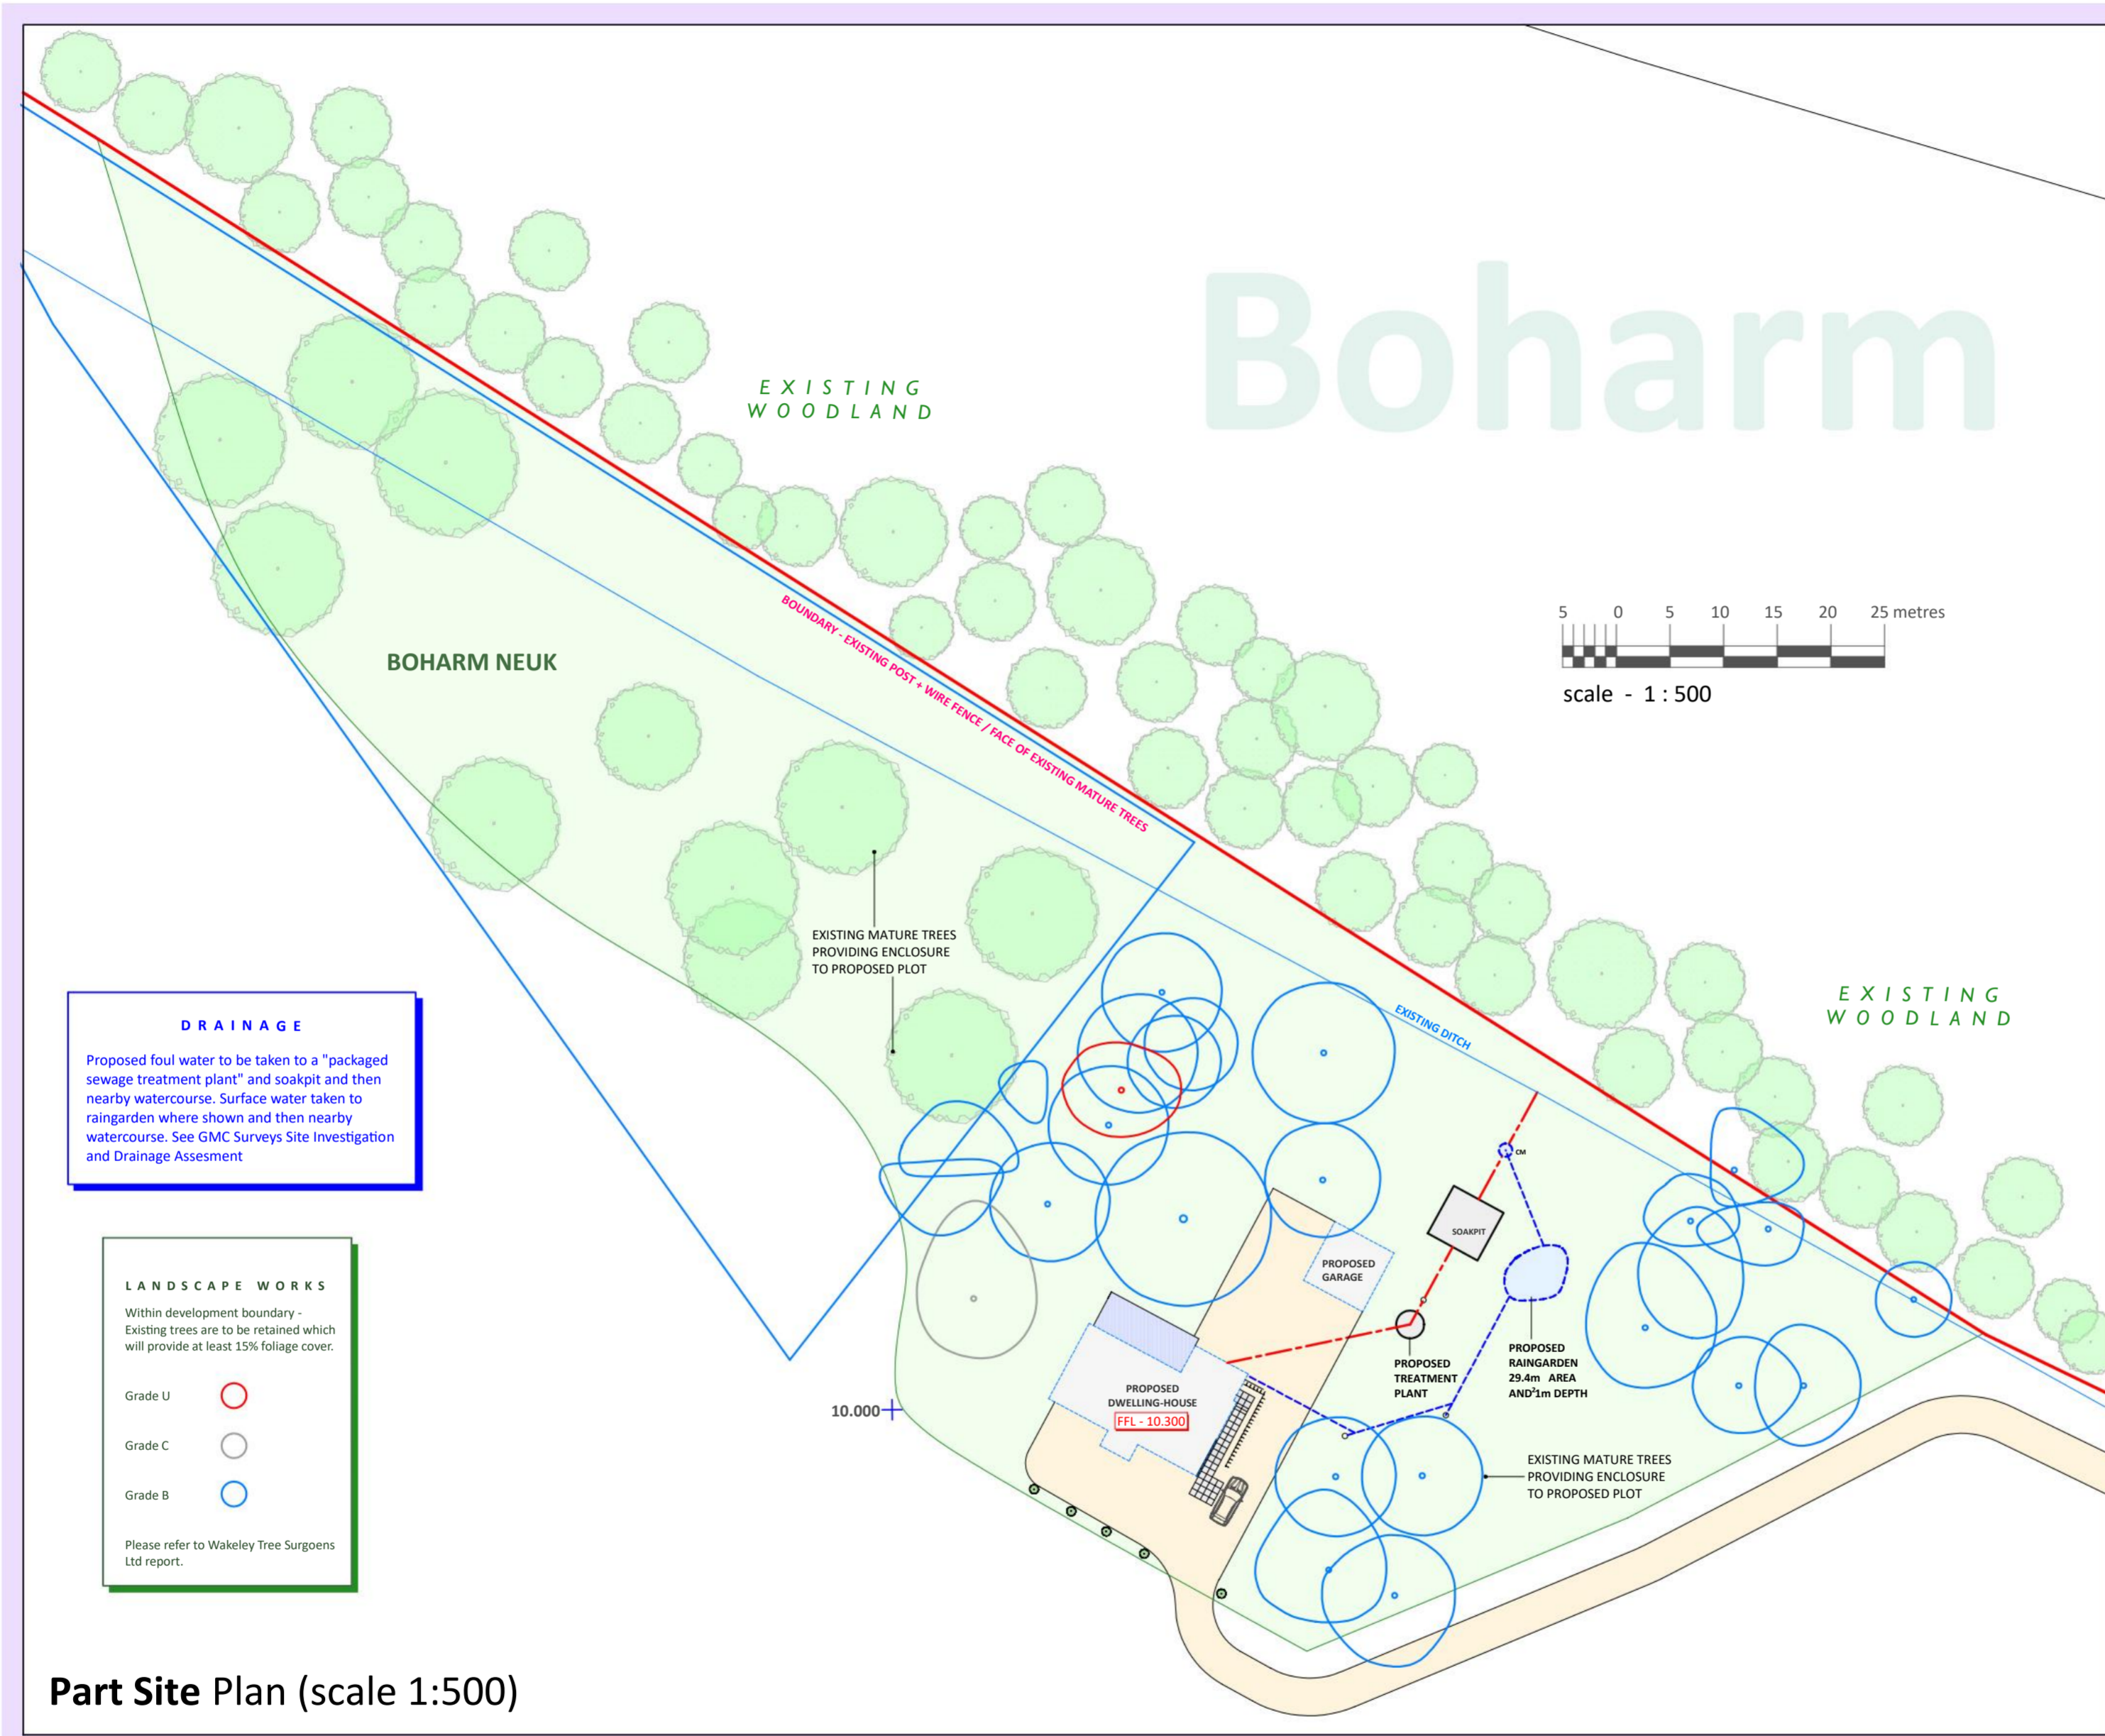 Boharm
EXISTING
WOODLAND
5 0 5 10 15 20 25 metres
scale - 1 : 500
BOUNDARY - EXISTING POST + WIRE FENCE / FACE OF EXISTING MATURE TREES
BOHARM NEUK
EXISTING MATURE TREES
PROVIDING ENCLOSURE
TO PROPOSED PLOT
EXISTING DITCH
EXISTING
WOODLAND
DRAINAGE
Proposed foul water to be taken to a "packaged
sewage treatment plant" and soakpit and then
nearby watercourse. Surface water taken to
raingarden where shown and then nearby
watercourse. See GMC Surveys Site Investigation
and Drainage Assesment
CM
SOAKPIT
PROPOSED
GARAGE
LANDSCAPE WORKS
Within development boundary -
Existing trees are to be retained which
will provide at least 15% foliage cover.
Grade U
Grade C
Grade B
Please refer to Wakeley Tree Surgoens
Ltd report.
PROPOSED
TREATMENT
PLANT
PROPOSED
RAINGARDEN
29.4m AREA
AND²1m DEPTH
PROPOSED
DWELLING-HOUSE
FFL - 10.300
10.000
EXISTING MATURE TREES
PROVIDING ENCLOSURE
TO PROPOSED PLOT
Part Site Plan (scale 1:500)